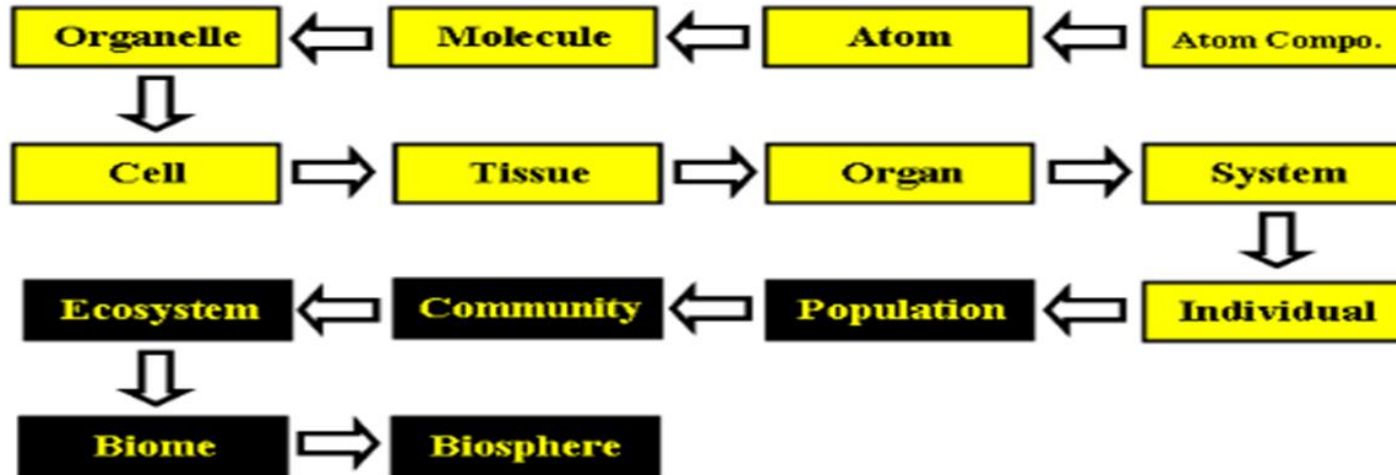 Organelle Molecule Atom Atom Compo.
Cell Tissue Organ System
Ecosystem Community Population Individual
Biome Biosphere